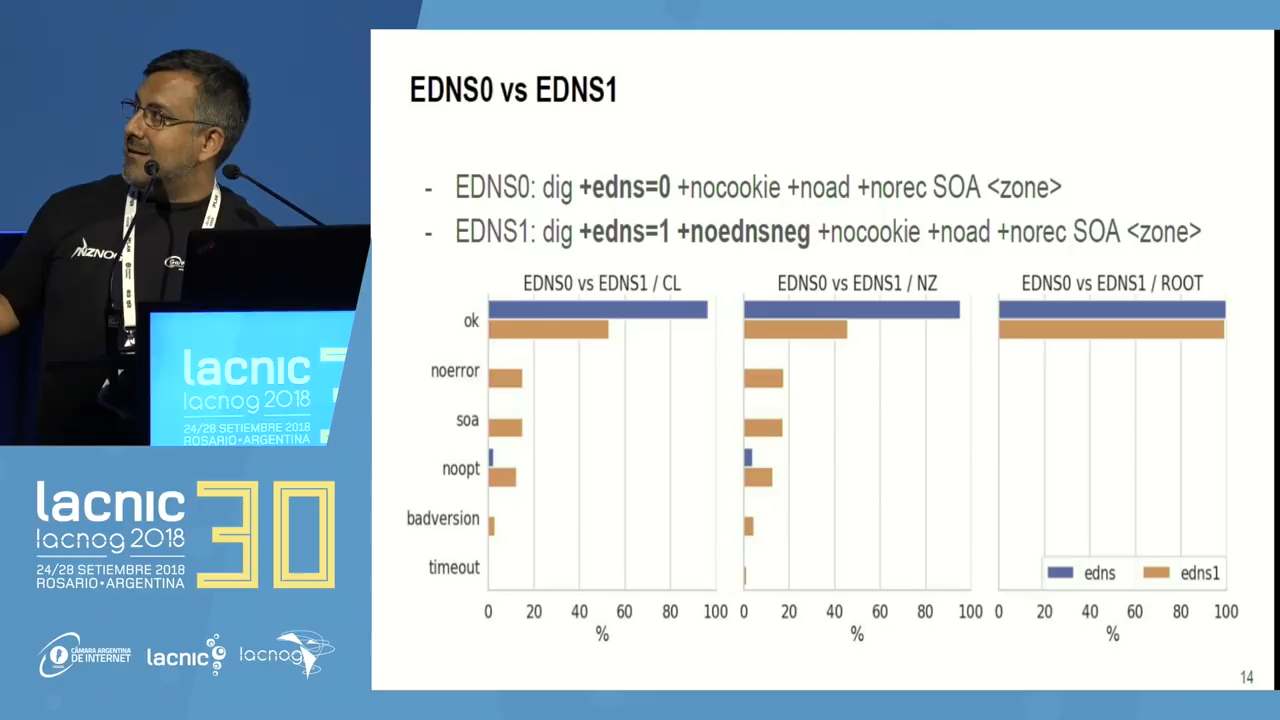 EDNS0 vs EDNS1
- EDNS0: dig +edns=0 +nocookie +noad +norec SOA <zone>
- EDNS1: dig +edns=1 +noednsneg +nocookie +noad +norec SOA <zone>
EDNS0 vs EDNS1 / CL
EDNS0 vs EDNS1 / NZ
EDNS0 vs EDNS1 / ROOT
ok
noerror
soa
noopt
badversion
timeout
0 20 40 60 80 100
%
0 20 40 60 80 100
%
0 20 40 60 80 100
%
edns
edns1
14
lacnic
lacnog 2018
24/28 SETIEMBRE 2018
ROSARIO•ARGENTINA
lacnic 30
lacnog 2018
24/28 SETIEMBRE 2018
ROSARIO•ARGENTINA
CÁMARA ARGENTINA
DE INTERNET
lacnic
lacnog